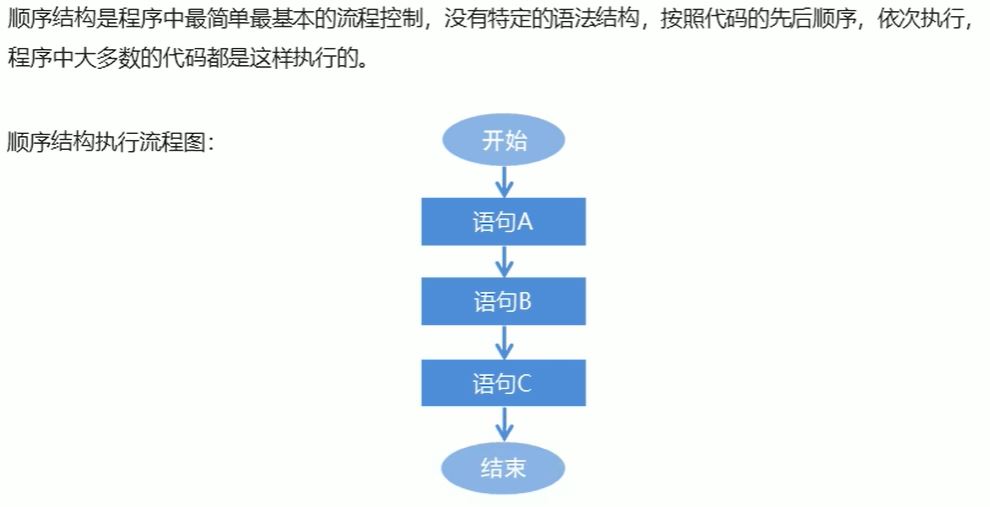 顺序结构是程序中最简单最基本的流程控制，没有特定的语法结构，按照代码的先后顺序，依次执行，
程序中大多数的代码都是这样执行的。
顺序结构执行流程图：
开始
语句A
语句B
语句C
结束